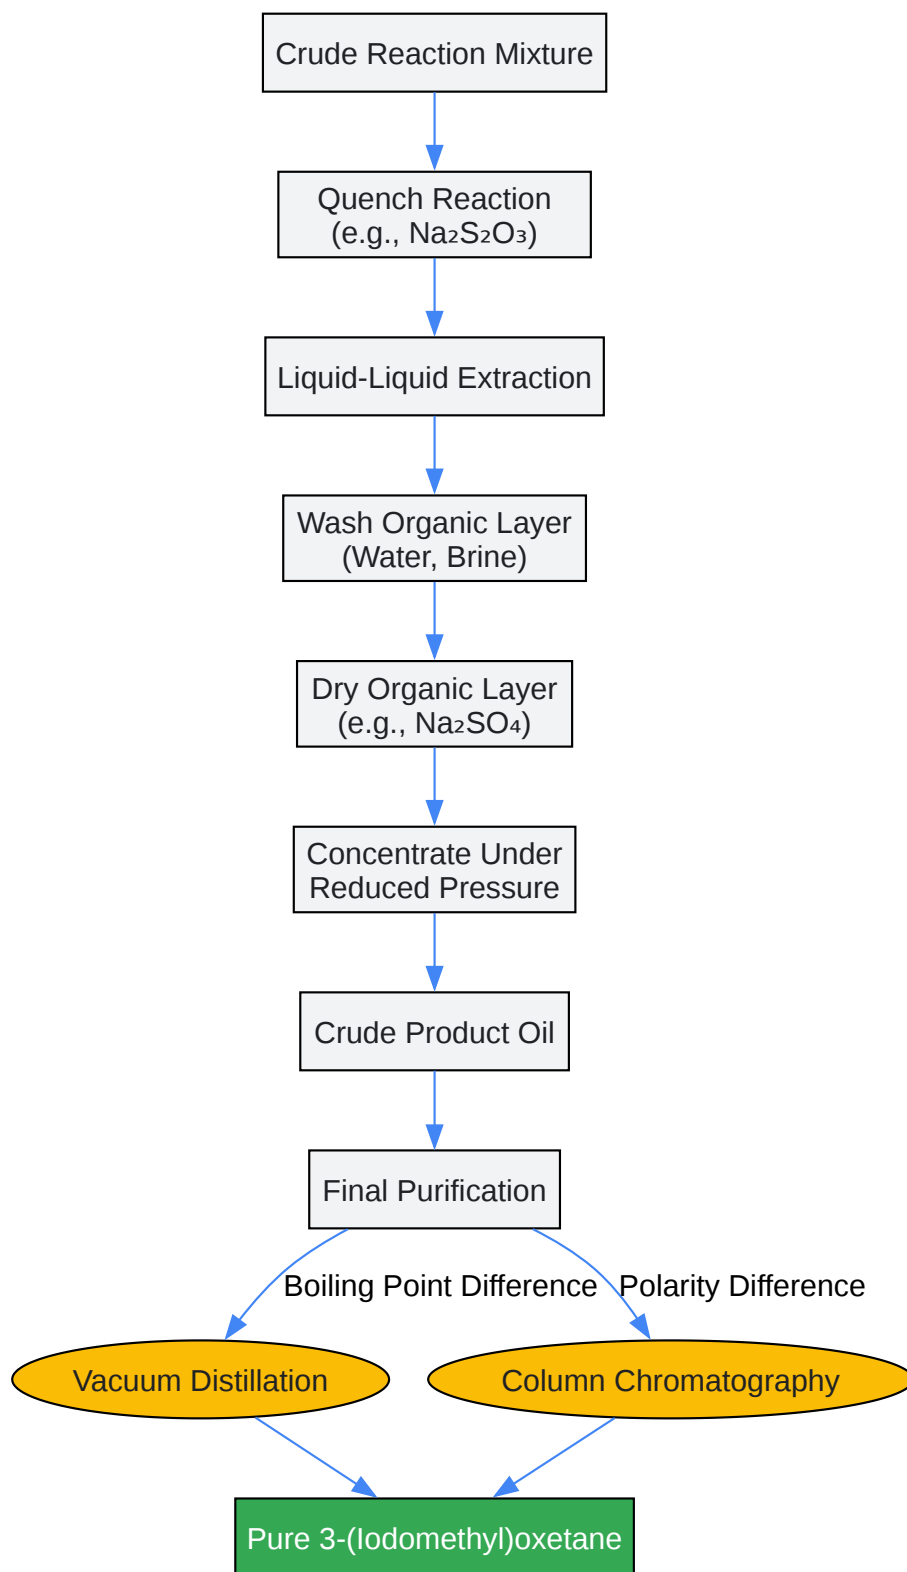 Crude Reaction Mixture
Quench Reaction
(e.g., Na₂S₂O₃)
Liquid-Liquid Extraction
Wash Organic Layer
(Water, Brine)
Dry Organic Layer
(e.g., Na₂SO₄)
Concentrate Under
Reduced Pressure
Crude Product Oil
Final Purification
Boiling Point Difference
Polarity Difference
Vacuum Distillation
Column Chromatography
Pure 3-(Iodomethyl)oxetane